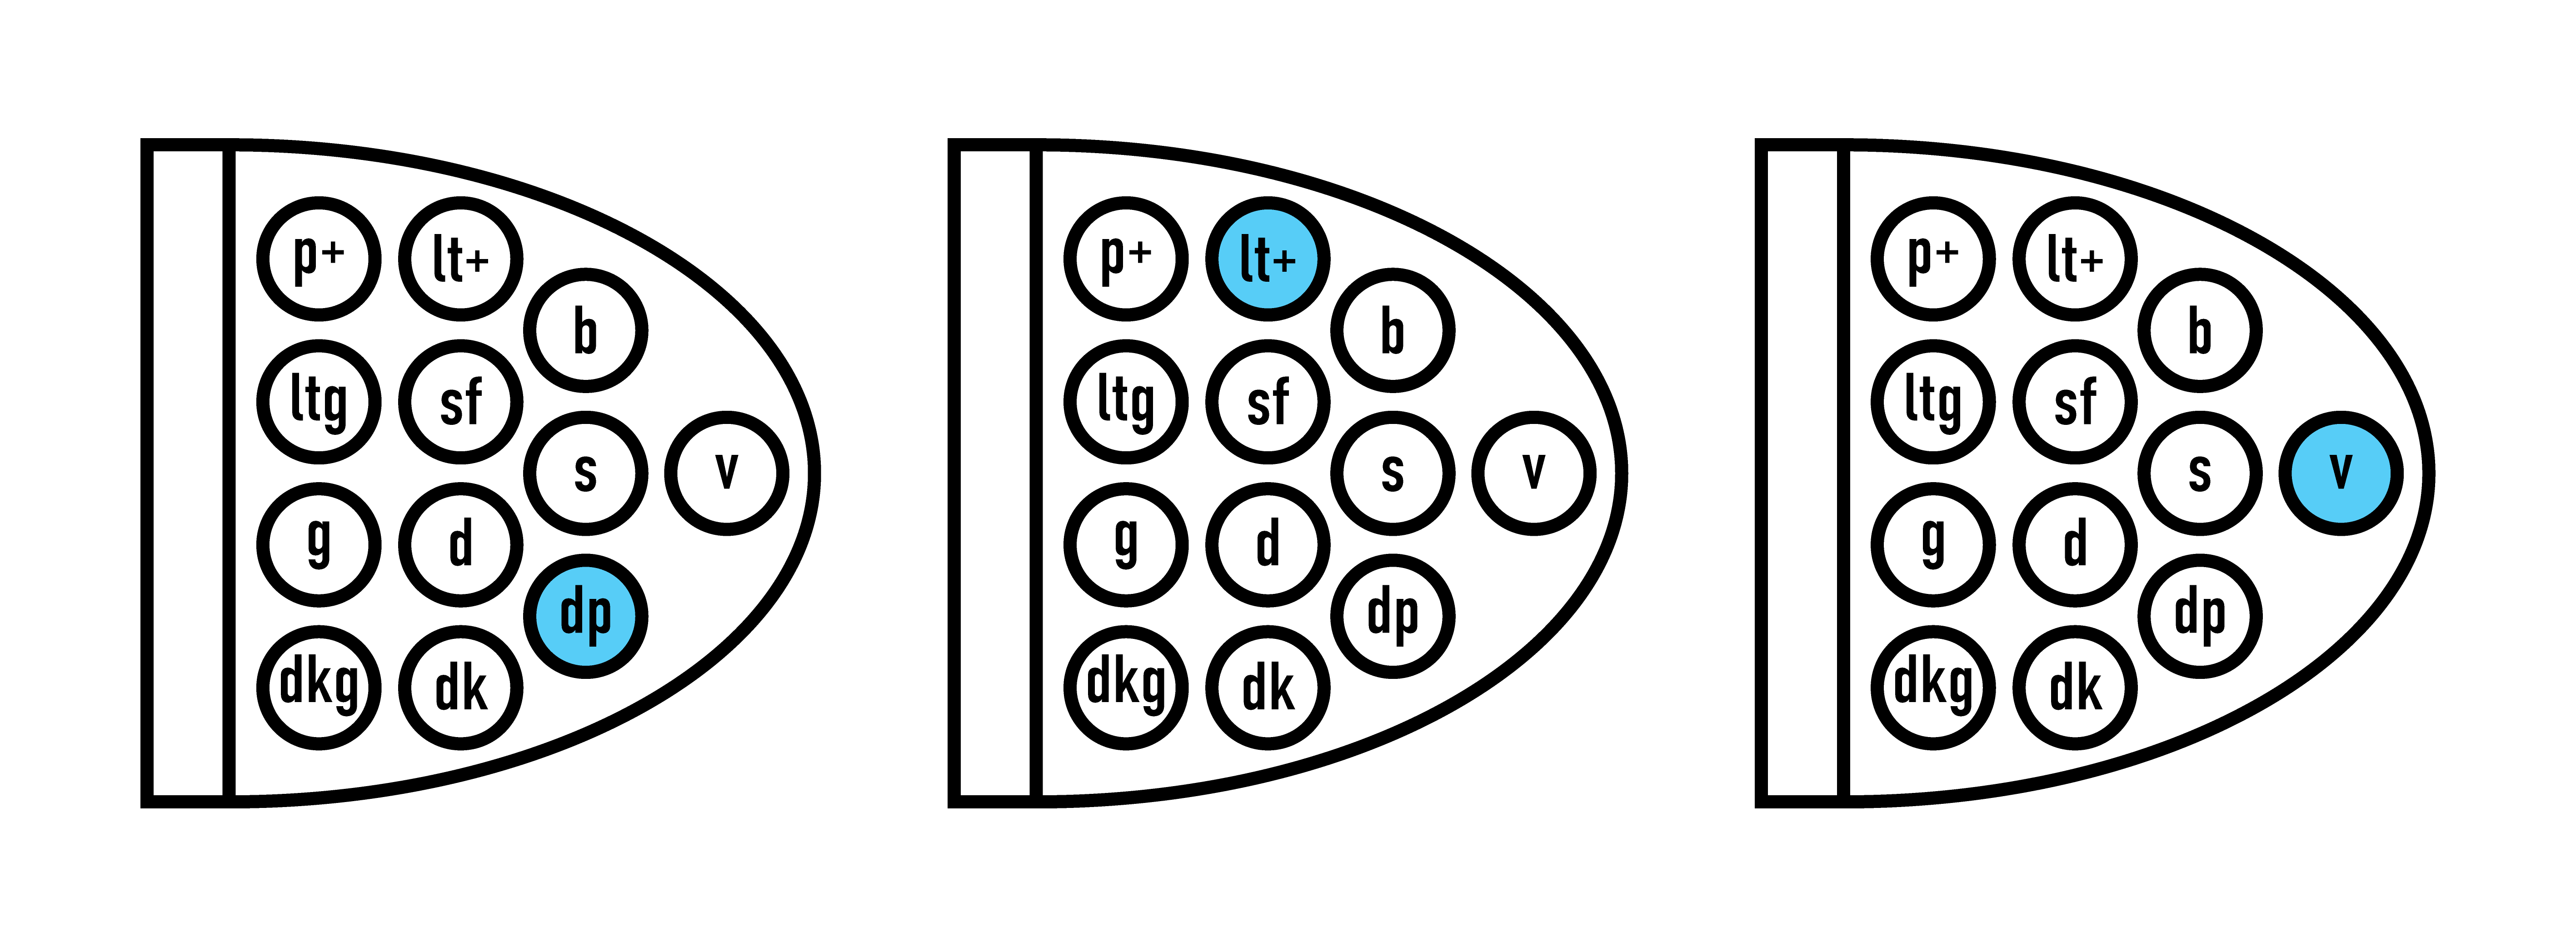 p+ lt+
b
ltg sf
s v
g d
dp
dkg dk
p+ lt+
b
ltg sf
s v
g d
dp
dkg dk
p+ lt+
b
ltg sf
s v
g d
dp
dkg dk